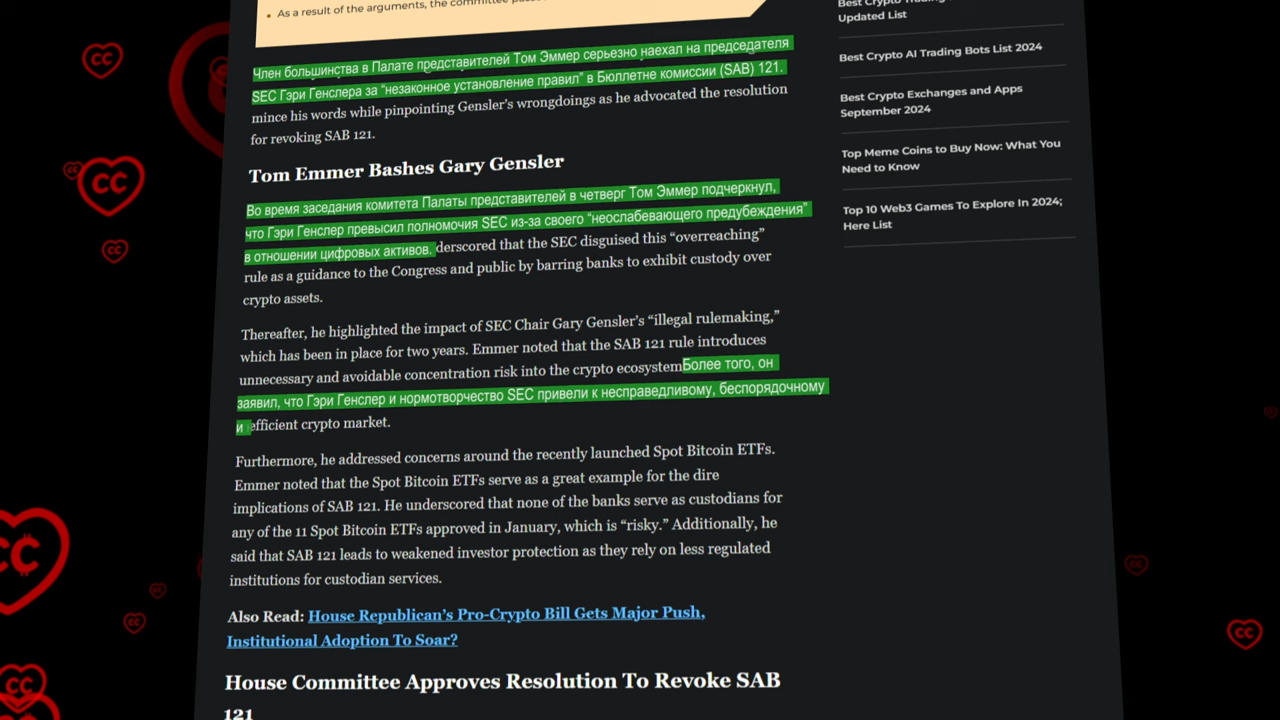 As a result of the arguments, the committee
Член большинства в Палате представителей Том Эммер серьезно наехал на председателя
SEC Гэри Генслера за “незаконное установление правил” в Бюллетне комиссии (SAB) 121.
mince his words while pinpointing Gensler's wrongdoings as he advocated the resolution
for revoking SAB 121.
Tom Emmer Bashes Gary Gensler
Во время заседания комитета Палаты представителей в четверг Том Эммер подчеркнул,
что Гэри Генслер превысил полномочия SEC из-за своего “неослабевающего предубеждения”
в отношении цифровых активов. derscored that the SEC disguised this “overreaching”
rule as a guidance to the Congress and public by barring banks to exhibit custody over
crypto assets.
Thereafter, he highlighted the impact of SEC Chair Gary Gensler's “illegal rulemaking,”
which has been in place for two years. Emmer noted that the SAB 121 rule introduces
unnecessary and avoidable concentration risk into the crypto ecosystem Более того, он
заявил, что Гэри Генслер и нормотворчество SEC привели к несправедливому, беспорядочному
и efficient crypto market.
Furthermore, he addressed concerns around the recently launched Spot Bitcoin ETFs.
Emmer noted that the Spot Bitcoin ETFs serve as a great example for the dire
implications of SAB 121. He underscored that none of the banks serve as custodians for
any of the 11 Spot Bitcoin ETFs approved in January, which is “risky.” Additionally, he
said that SAB 121 leads to weakened investor protection as they rely on less regulated
institutions for custodian services.
Also Read: House Republican's Pro-Crypto Bill Gets Major Push,
Institutional Adoption To Soar?
House Committee Approves Resolution To Revoke SAB
121
Best Crypto
Updated List
Best Crypto AI Trading Bots List 2024
Best Crypto Exchanges and Apps
September 2024
Top Meme Coins to Buy Now: What You
Need to Know
Top 10 Web3 Games To Explore In 2024;
Here List